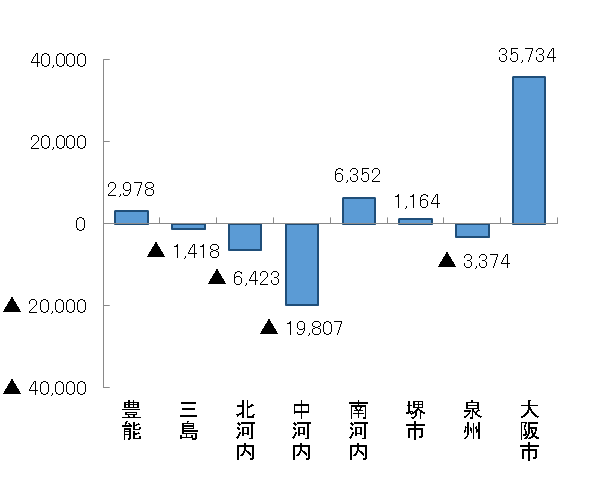 40,000
20,000
0
▲ 20,000
▲ 40,000
2,978
▲ 1,418
▲ 6,423
▲ 19,807
6,352
1,164
▲ 3,374
35,734
豊能
三島
北河内
中河内
南河内
堺市
泉州
大阪市